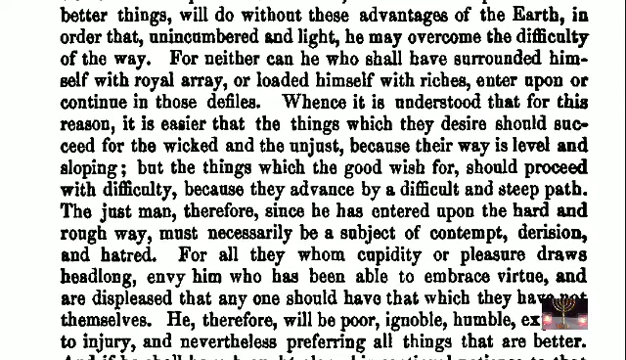 better things, will do without these advantages of the Earth, in
order that, unincumbered and light, he may overcome the difficulty
of the way. For neither can he who shall have surrounded him-
self with royal array, or loaded himself with riches, enter upon or
continue in those defiles. Whence it is understood that for this
reason, it is easier that the things which they desire should suc-
ceed for the wicked and the unjust, because their way is level and
sloping; but the things which the good wish for, should proceed
with difficulty, because they advance by a difficult and steep path.
The just man, therefore, since he has entered upon the hard and
rough way, must necessarily be a subject of contempt, derision,
and hatred. For all they whom cupidity or pleasure draws
headlong, envy him who has been able to embrace virtue, and
are displeased that any one should have that which they have not
themselves. He, therefore, will be poor, ignoble, humble, ex
to injury, and nevertheless preferring all things that are better.